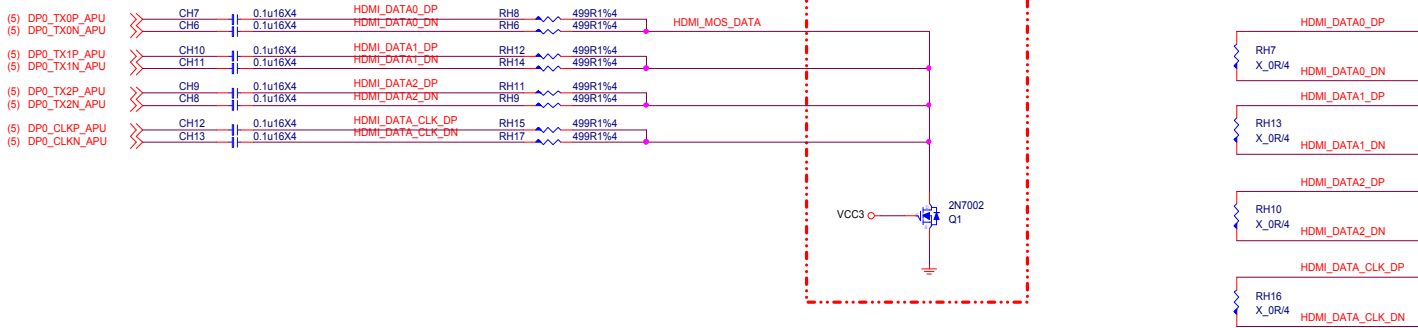 (5) DP0_TX0P_APU CH7 0.1u16X4 HDMI_DATA0_DP RH8 499R1%4
(5) DP0_TX0N_APU CH6 0.1u16X4 HDMI_DATA0_DN RH6 499R1%4 HDMI_MOS_DATA
(5) DP0_TX1P_APU CH10 0.1u16X4 HDMI_DATA1_DP RH12 499R1%4
(5) DP0_TX1N_APU CH11 0.1u16X4 HDMI_DATA1_DN RH14 499R1%4
(5) DP0_TX2P_APU CH9 0.1u16X4 HDMI_DATA2_DP RH11 499R1%4
(5) DP0_TX2N_APU CH8 0.1u16X4 HDMI_DATA2_DN RH9 499R1%4
(5) DP0_CLKP_APU CH12 0.1u16X4 HDMI_DATA_CLK_DP RH15 499R1%4
(5) DP0_CLKN_APU CH13 0.1u16X4 HDMI_DATA_CLK_DN RH17 499R1%4
VCC3
2N7002
Q1
HDMI_DATA0_DP
RH7
X_0R/4
HDMI_DATA0_DN
HDMI_DATA1_DP
RH13
X_0R/4
HDMI_DATA1_DN
HDMI_DATA2_DP
RH10
X_0R/4
HDMI_DATA2_DN
HDMI_DATA_CLK_DP
RH16
X_0R/4
HDMI_DATA_CLK_DN